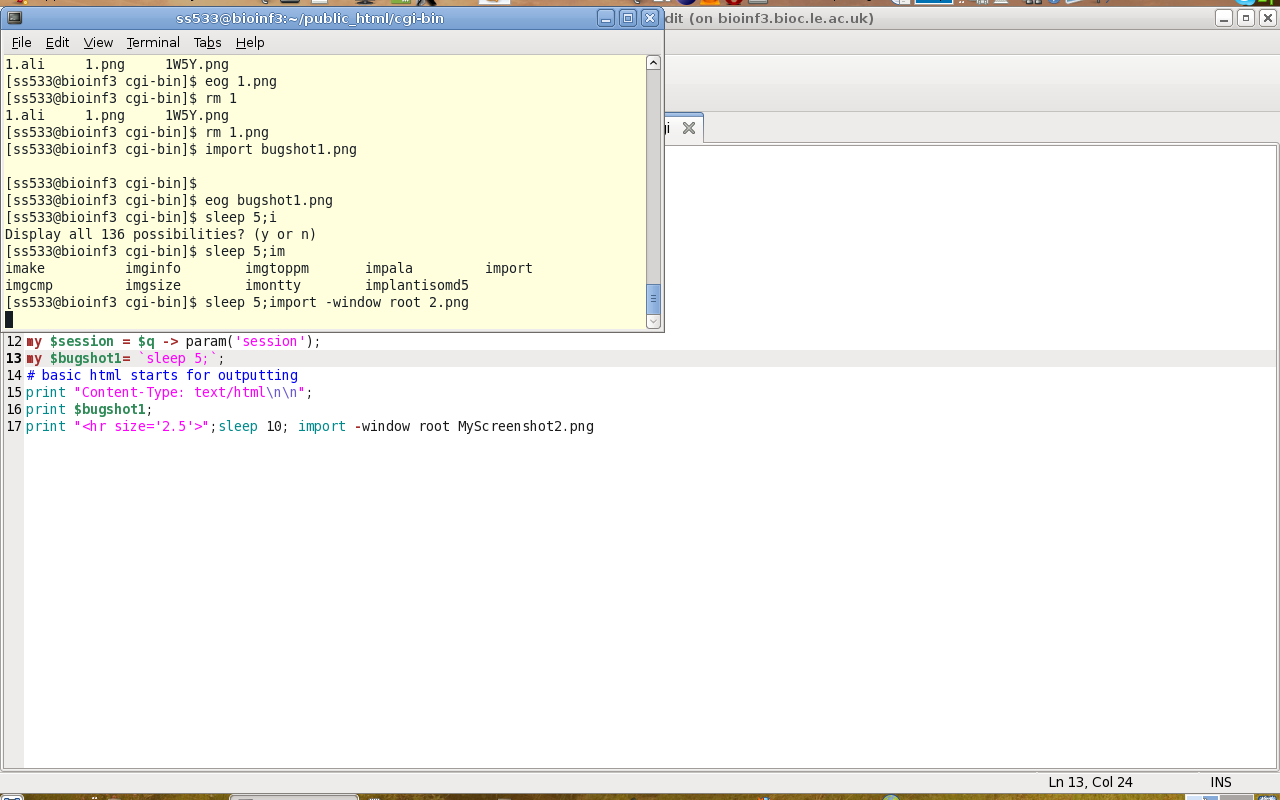 ss533@bioinf3:~/public_html/cgi-bin
dit (on bioinf3.bioc.le.ac.uk)
File Edit View Terminal Tabs Help
1.ali 1.png 1W5Y.png
[ss533@bioinf3 cgi-bin]$ eog 1.png
[ss533@bioinf3 cgi-bin]$ rm 1
1.ali 1.png 1W5Y.png
[ss533@bioinf3 cgi-bin]$ rm 1.png
[ss533@bioinf3 cgi-bin]$ import bugshot1.png
[ss533@bioinf3 cgi-bin]$
[ss533@bioinf3 cgi-bin]$ eog bugshot1.png
[ss533@bioinf3 cgi-bin]$ sleep 5;i
Display all 136 possibilities? (y or n)
[ss533@bioinf3 cgi-bin]$ sleep 5;im
imake imginfo imgtoppm impala import
imgcmp imgsize imontty implantisomd5
[ss533@bioinf3 cgi-bin]$ sleep 5;import -window root 2.png
gi
12 my $session = $q -> param('session');
13 my $bugshot1= `sleep 5;`;
14 # basic html starts for outputting
15 print "Content-Type: text/html\n\n";
16 print $bugshot1;
17 print "<hr size='2.5'>";sleep 10; import -window root MyScreenshot2.png
Ln 13, Col 24 INS